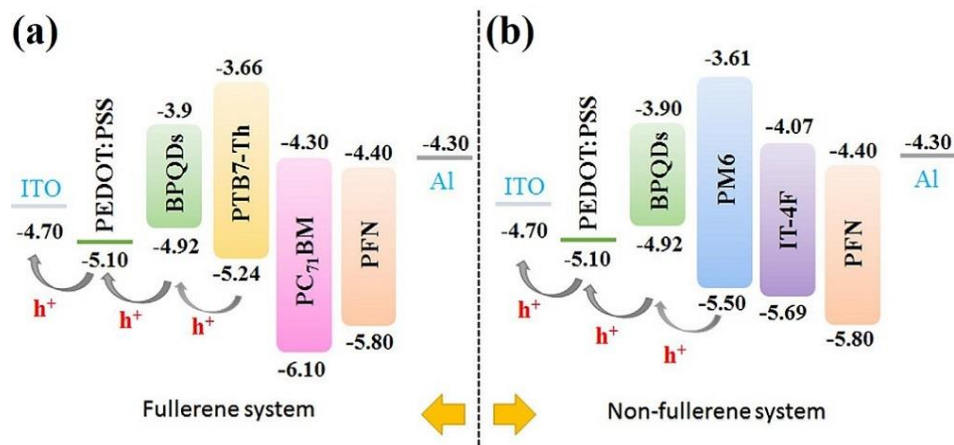 (a)
ITO
-4.70
PEDOT:PSS
-5.10
-3.9
BPQDs
-4.92
-3.66
PTB7-Th
-5.24
-4.30
PC₇₁BM
-6.10
-4.40
PFN
-5.80
-4.30
Al
h⁺
h⁺
h⁺
Fullerene system
(b)
ITO
-4.70
PEDOT:PSS
-5.10
-3.90
BPQDs
-4.92
-3.61
PM6
-5.50
-4.07
IT-4F
-5.69
-4.40
PFN
-5.80
-4.30
Al
h⁺
h⁺
h⁺
Non-fullerene system